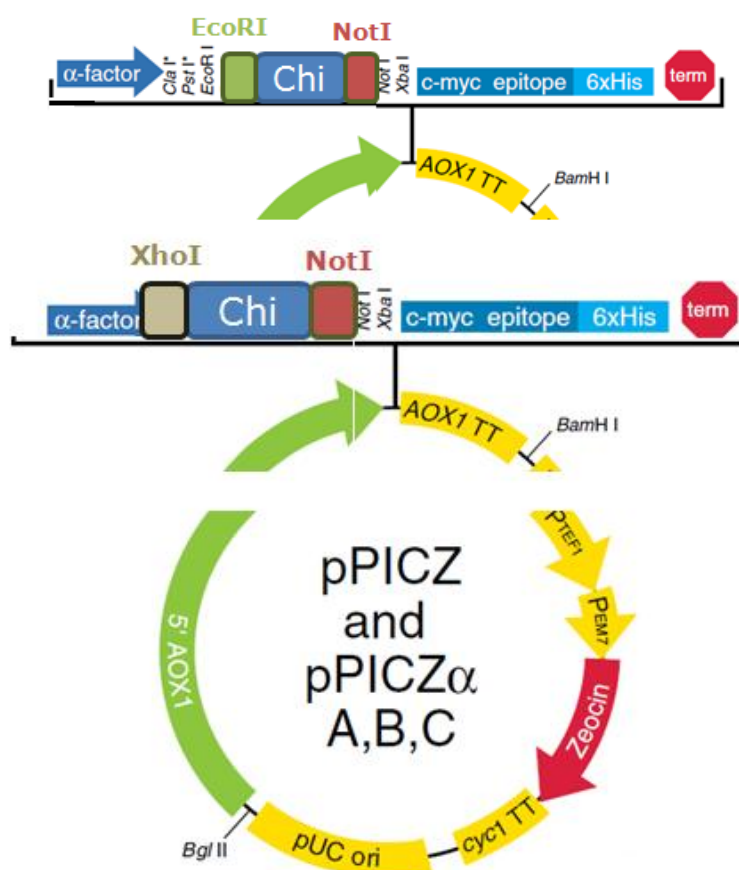 EcoRI NotI
α-factor Cla I* Pst I* EcoR I Chi Not I Xba I c-myc epitope 6xHis term
AOX1 TT BamH I
XhoI NotI
α-factor Chi Not I Xba I c-myc epitope 6xHis term
AOX1 TT BamH I
PTEF1
pPICZ
and
pPICZα
A,B,C
PEM7
5' AOX1
Zeocin
Bgl II pUC ori cyc1 TT